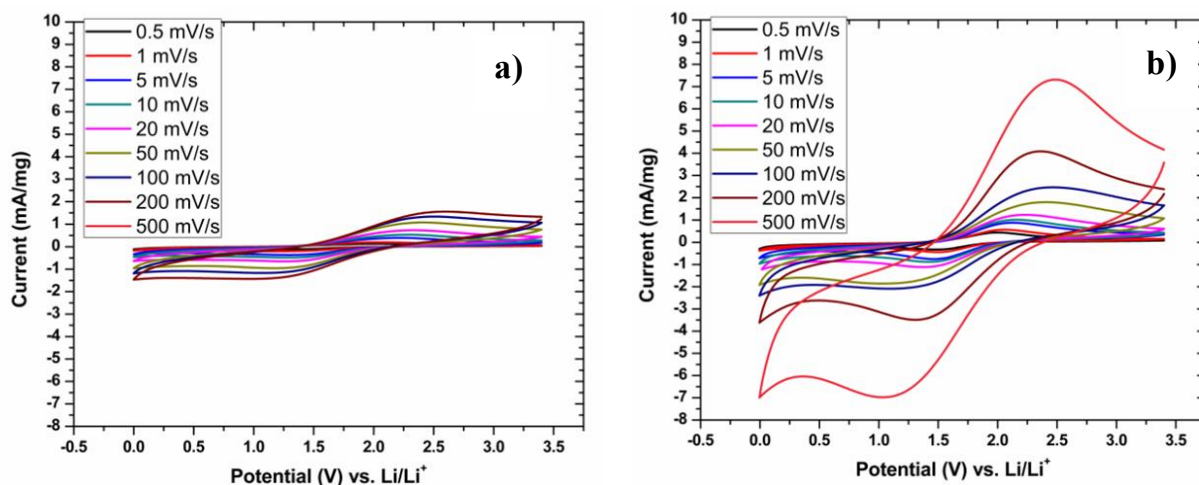 a)
0.5 mV/s
1 mV/s
5 mV/s
10 mV/s
20 mV/s
50 mV/s
100 mV/s
200 mV/s
500 mV/s
10
9
8
7
6
5
4
3
2
1
0
-1
-2
-3
-4
-5
-6
-7
-8
-0.5 0.0 0.5 1.0 1.5 2.0 2.5 3.0 3.5
Current (mA/mg)
Potential (V) vs. Li/Li⁺
b)
0.5 mV/s
1 mV/s
5 mV/s
10 mV/s
20 mV/s
50 mV/s
100 mV/s
200 mV/s
500 mV/s
10
9
8
7
6
5
4
3
2
1
0
-1
-2
-3
-4
-5
-6
-7
-8
-0.5 0.0 0.5 1.0 1.5 2.0 2.5 3.0 3.5
Current (mA/mg)
Potential (V) vs. Li/Li⁺